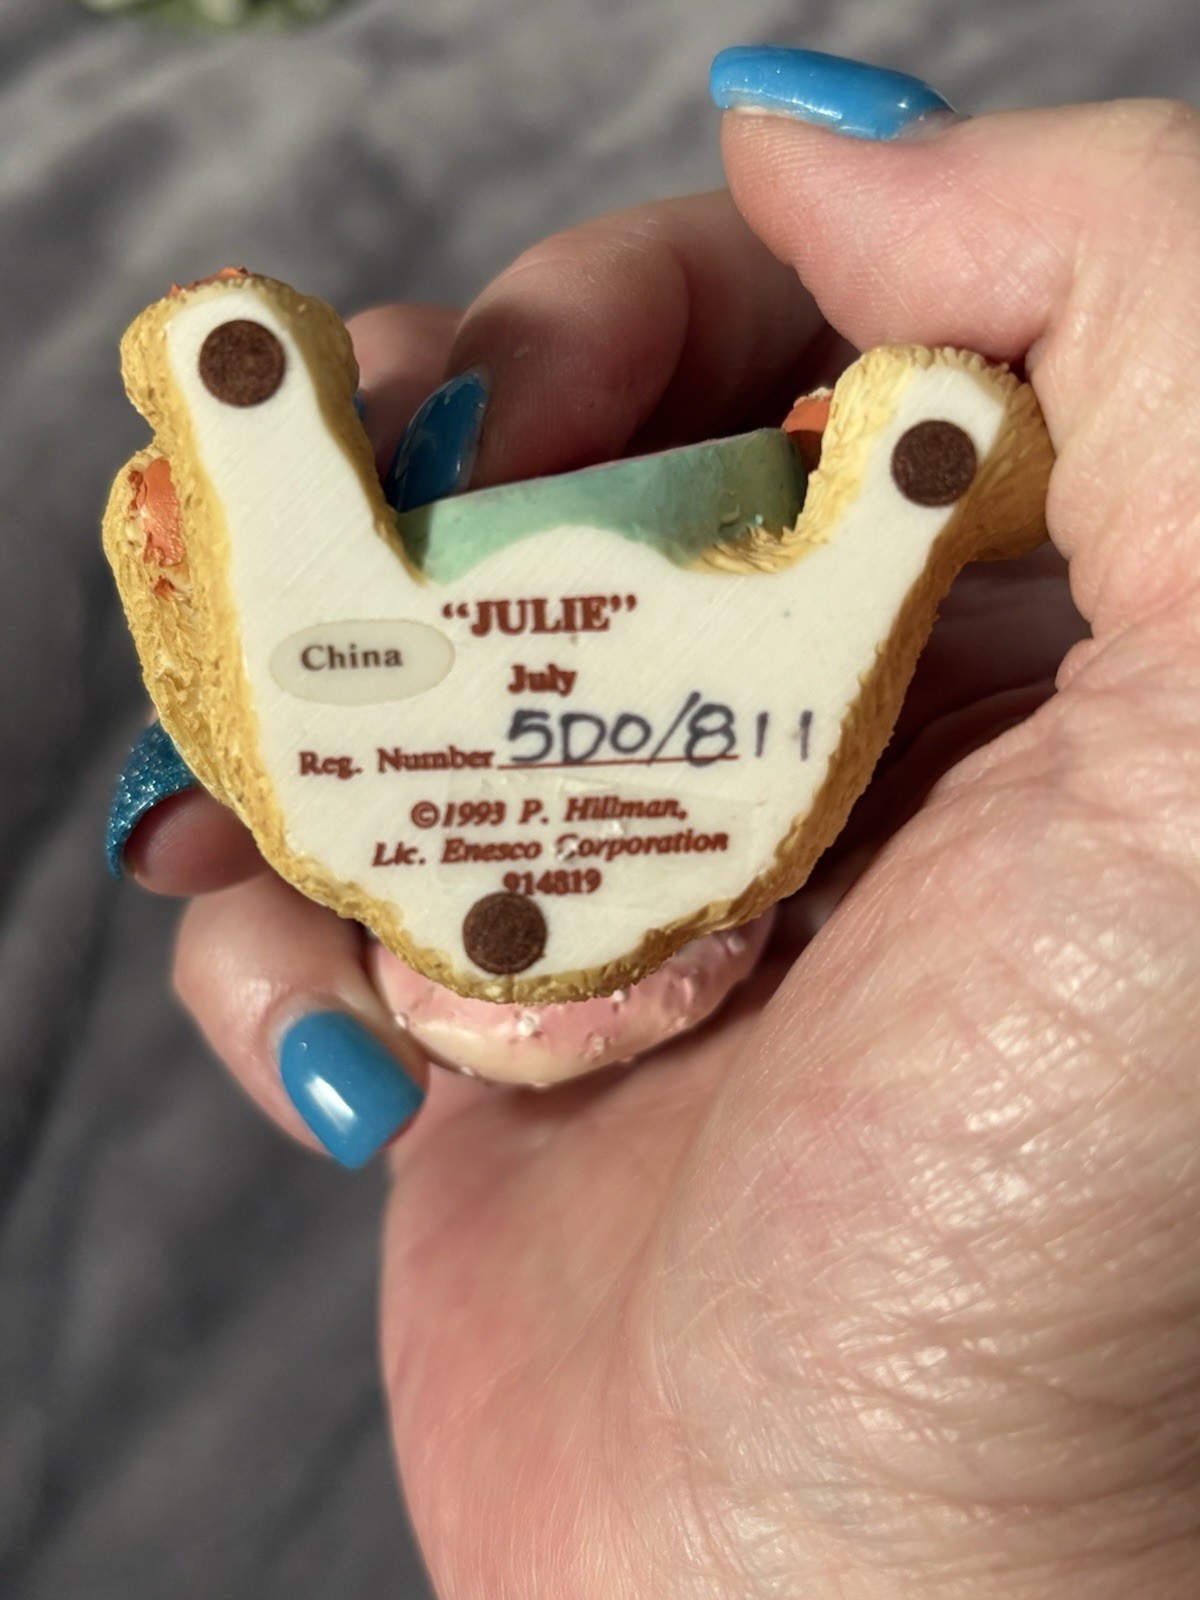 “JULIE”
China
July
Reg. Number 5D0/811
©1993 P. Hillman,
Lic. Enesco Corporation
914819